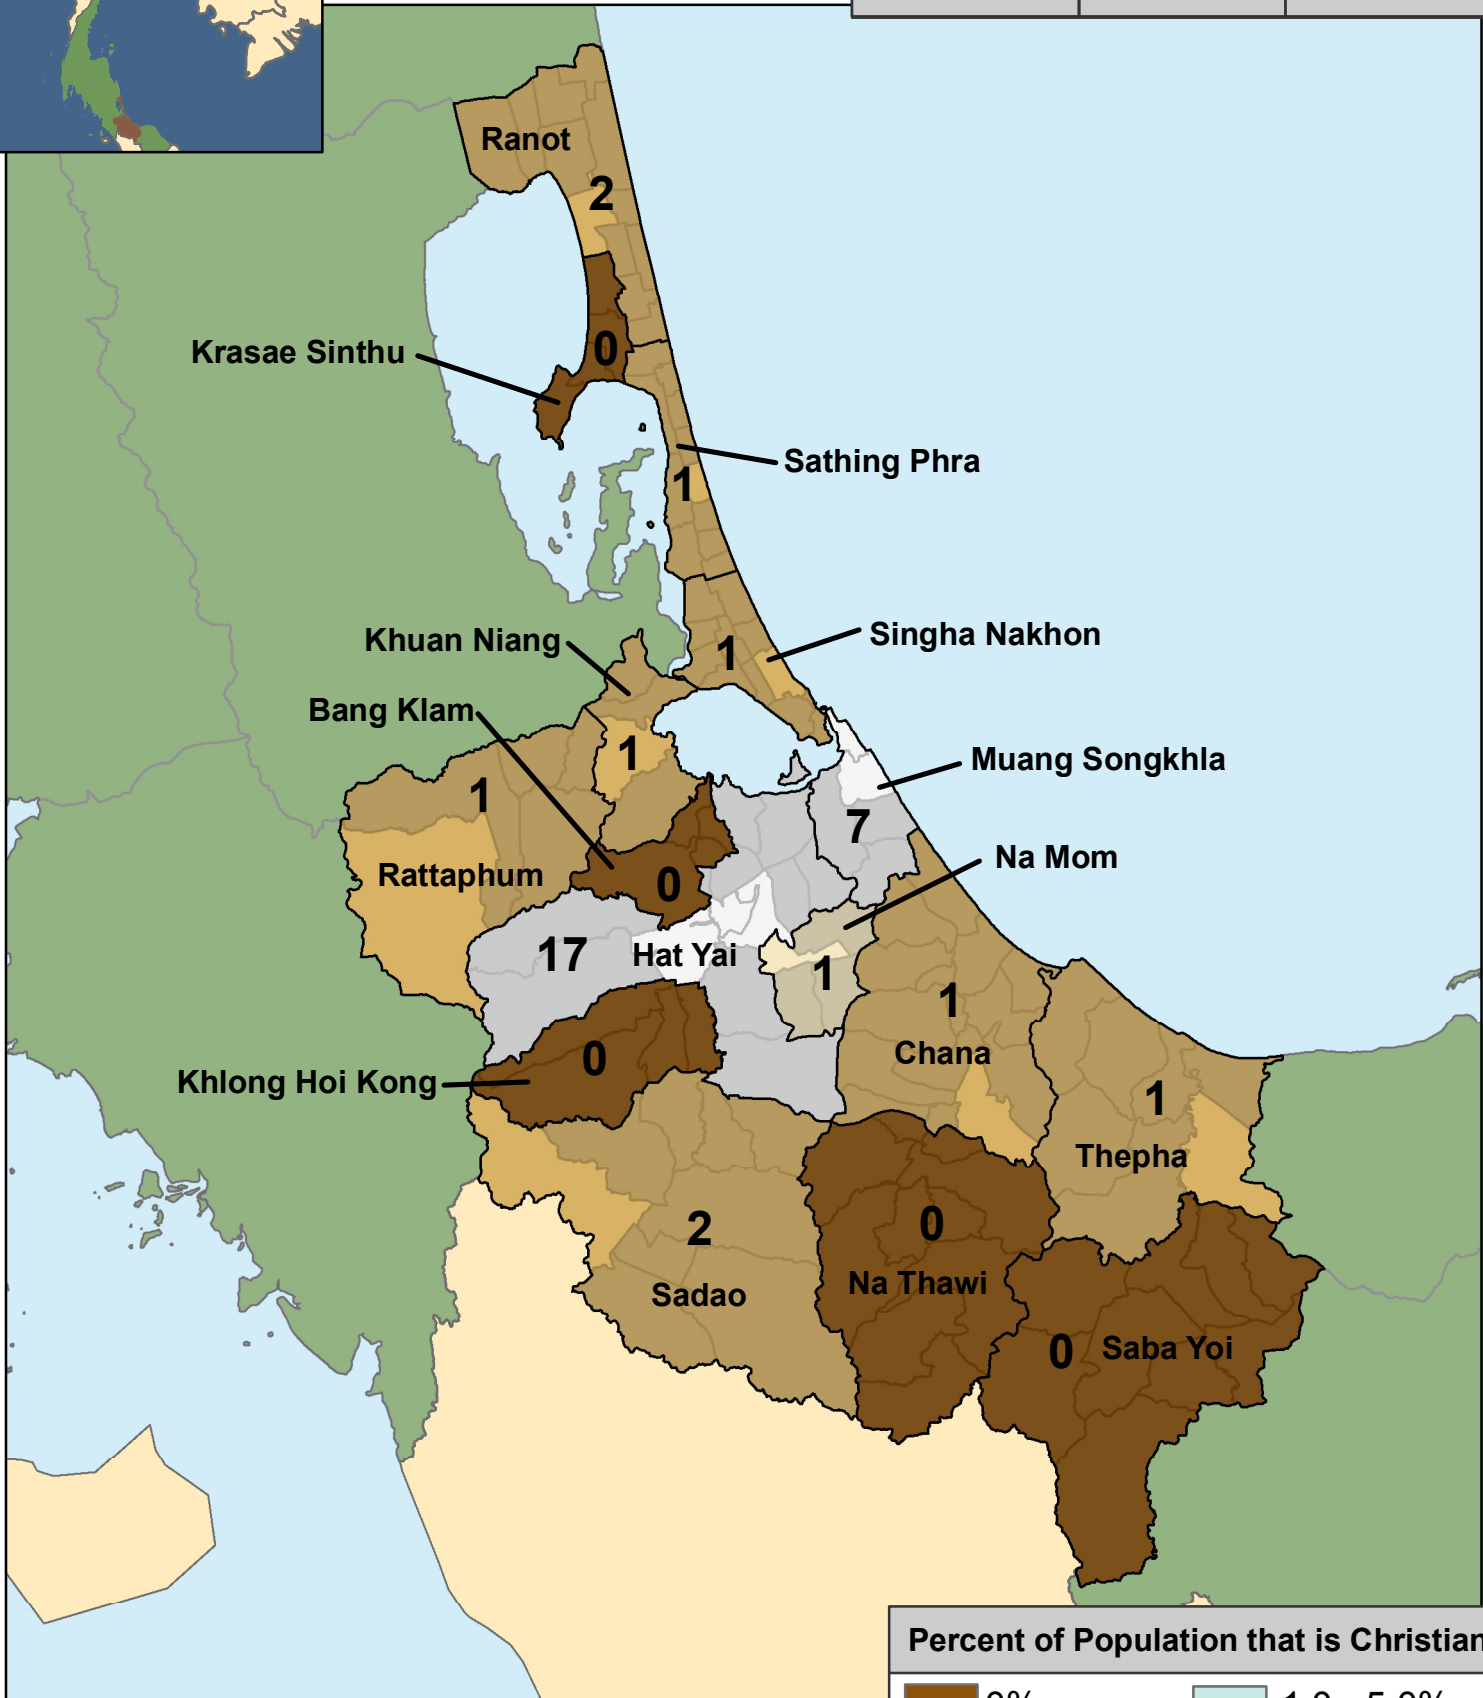 Ranot
2
Krasae Sinthu
0
Sathing Phra
1
Khuan Niang
Singha Nakhon
1
Bang Klam
1
Muang Songkhla
1
7
Na Mom
Rattaphum
0
17
Hat Yai
1
1
Chana
Khlong Hoi Kong
0
1
Thepha
2
0
Sadao
Na Thawi
0
Saba Yoi
Percent of Population that is Christian
0%